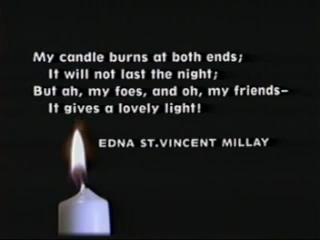 My candle burns at both ends;
It will not last the night;
But ah, my foes, and oh, my friends–
It gives a lovely light!
EDNA ST.VINCENT MILLAY